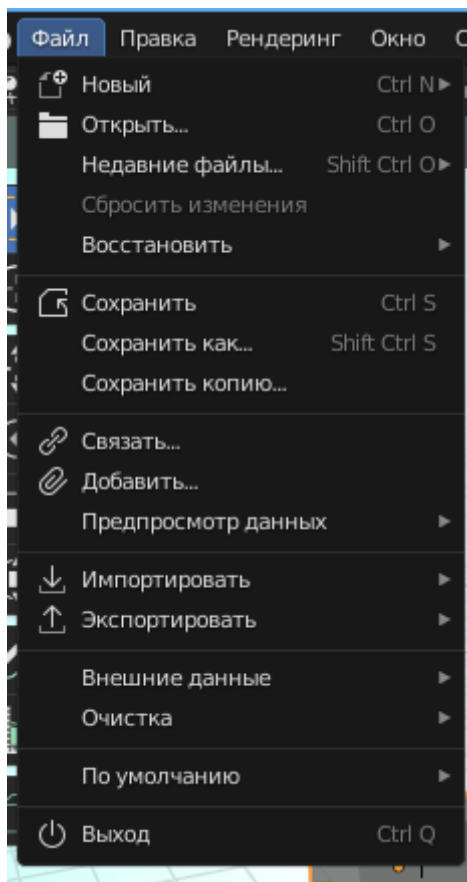 Файл Правка Рендеринг Окно
Новый Ctrl N
Открыть... Ctrl O
Недавние файлы... Shift Ctrl O
Сбросить изменения
Восстановить
Сохранить Ctrl S
Сохранить как... Shift Ctrl S
Сохранить копию...
Связать...
Добавить...
Предпросмотр данных
Импортировать
Экспортировать
Внешние данные
Очистка
По умолчанию
Выход Ctrl Q